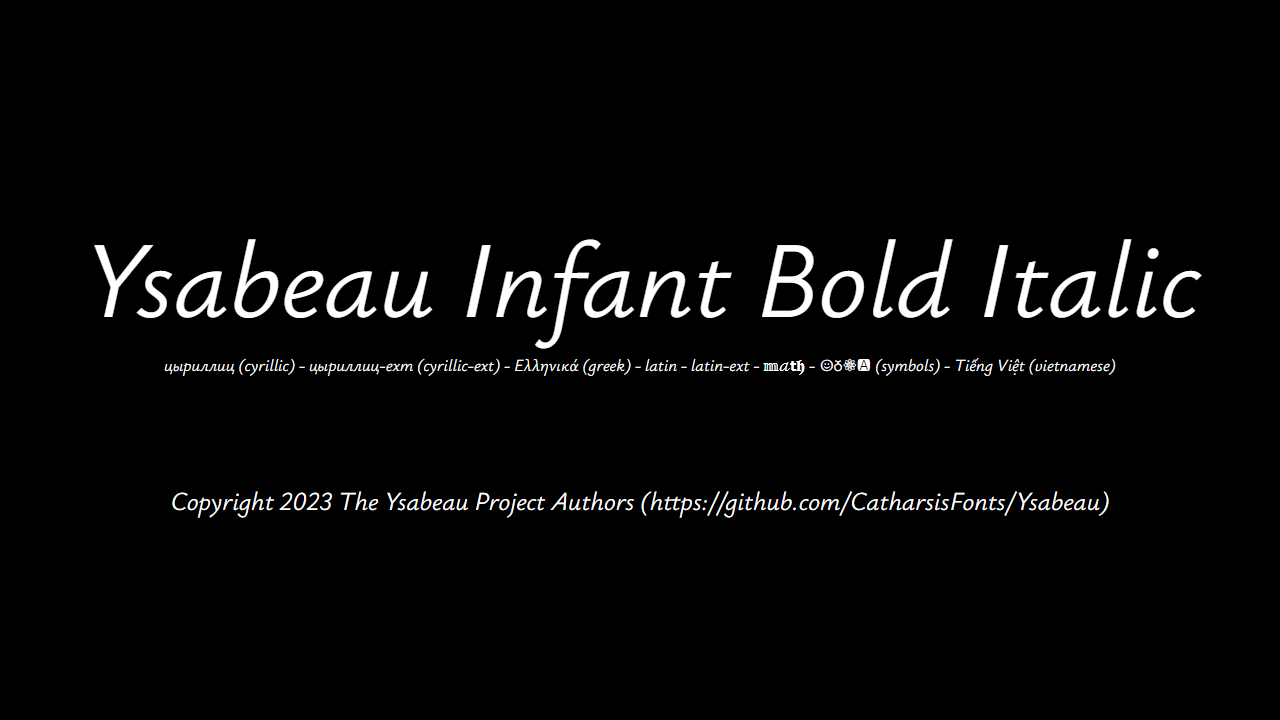 Ysabeau Infant Bold Italic
цыриллиц (cyrillic) - цыриллиц-ext (cyrillic-ext) - Ελληνικά (greek) - latin - latin-ext - 𝕞𝑎𝐭𝔥 - ☺♉⚛🅰 (symbols) - Tiếng Việt (vietnamese)
Copyright 2023 The Ysabeau Project Authors (https://github.com/CatharsisFonts/Ysabeau)